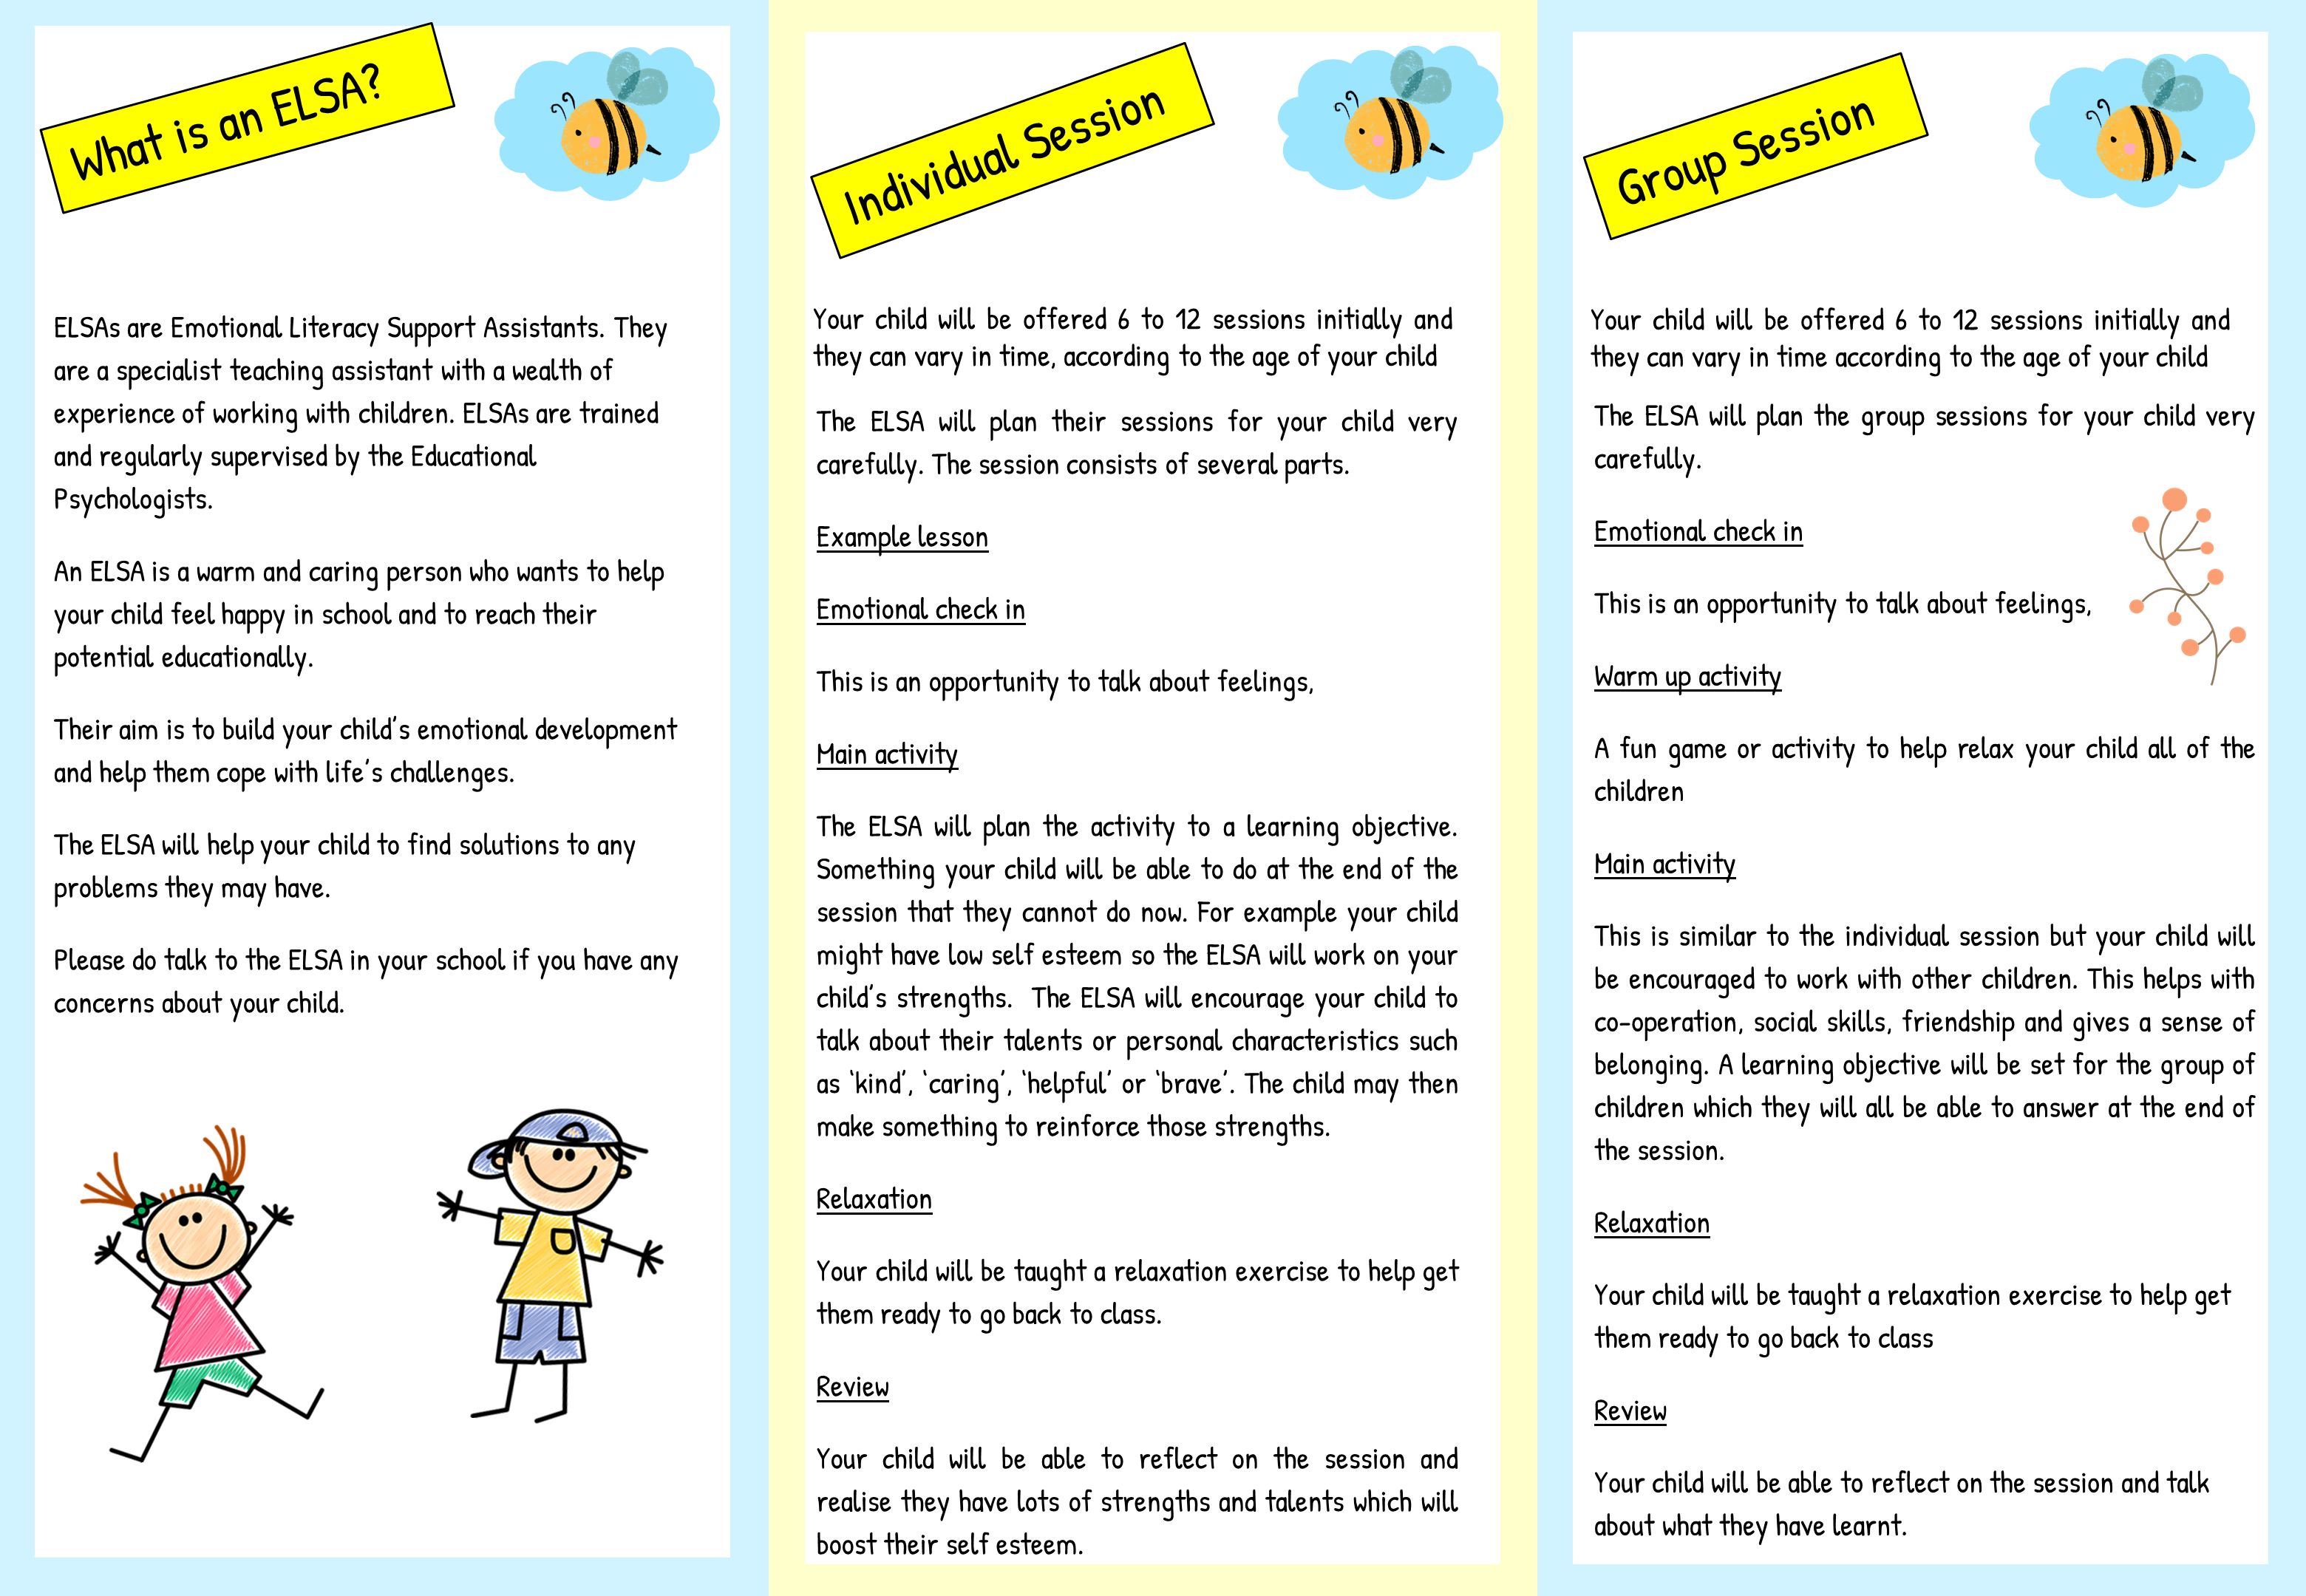 What is an ELSA?
ELSAs are Emotional Literacy Support Assistants. They
are a specialist teaching assistant with a wealth of
experience of working with children. ELSAs are trained
and regularly supervised by the Educational
Psychologists.
An ELSA is a warm and caring person who wants to help
your child feel happy in school and to reach their
potential educationally.
Their aim is to build your child's emotional development
and help them cope with life's challenges.
The ELSA will help your child to find solutions to any
problems they may have.
Please do talk to the ELSA in your school if you have any
concerns about your child.
Individual Session
Your child will be offered 6 to 12 sessions initially and
they can vary in time, according to the age of your child
The ELSA will plan their sessions for your child very
carefully. The session consists of several parts.
Example lesson
Emotional check in
This is an opportunity to talk about feelings,
Main activity
The ELSA will plan the activity to a learning objective.
Something your child will be able to do at the end of the
session that they cannot do now. For example your child
might have low self esteem so the ELSA will work on your
child's strengths. The ELSA will encourage your child to
talk about their talents or personal characteristics such
as 'kind', 'caring', 'helpful' or 'brave'. The child may then
make something to reinforce those strengths.
Relaxation
Your child will be taught a relaxation exercise to help get
them ready to go back to class.
Review
Your child will be able to reflect on the session and
realise they have lots of strengths and talents which will
boost their self esteem.
Group Session
Your child will be offered 6 to 12 sessions initially and
they can vary in time according to the age of your child
The ELSA will plan the group sessions for your child very
carefully.
Emotional check in
This is an opportunity to talk about feelings,
Warm up activity
A fun game or activity to help relax your child all of the
children
Main activity
This is similar to the individual session but your child will
be encouraged to work with other children. This helps with
co-operation, social skills, friendship and gives a sense of
belonging. A learning objective will be set for the group of
children which they will all be able to answer at the end of
the session.
Relaxation
Your child will be taught a relaxation exercise to help get
them ready to go back to class
Review
Your child will be able to reflect on the session and talk
about what they have learnt.